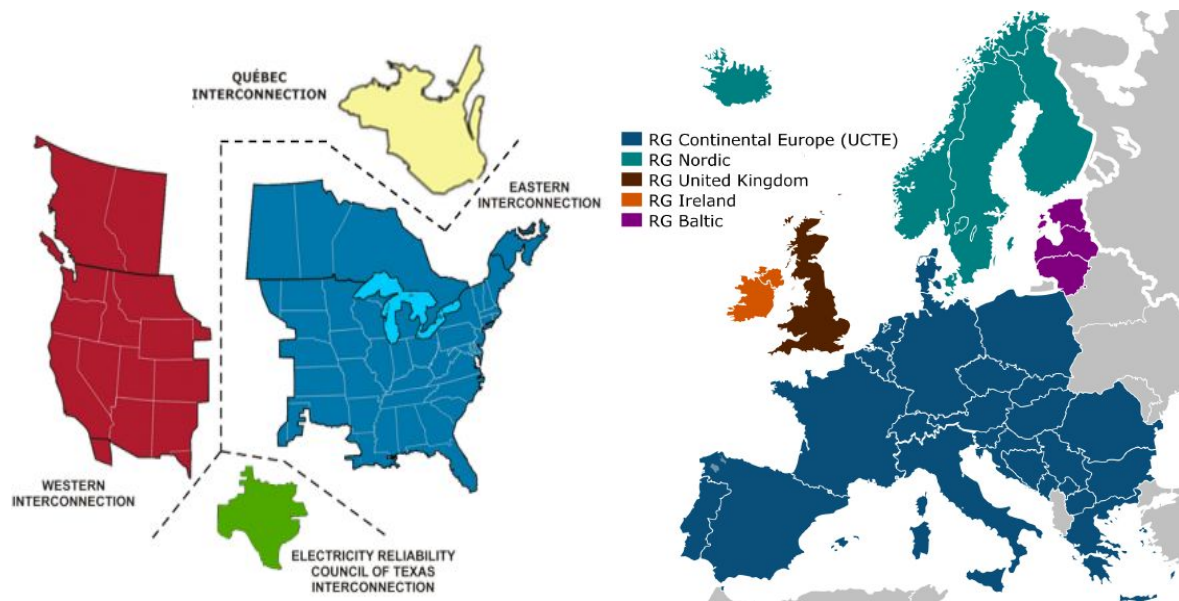 QUÉBEC
INTERCONNECTION
EASTERN
INTERCONNECTION
WESTERN
INTERCONNECTION
ELECTRICITY RELIABILITY
COUNCIL OF TEXAS
INTERCONNECTION
RG Continental Europe (UCTE)
RG Nordic
RG United Kingdom
RG Ireland
RG Baltic